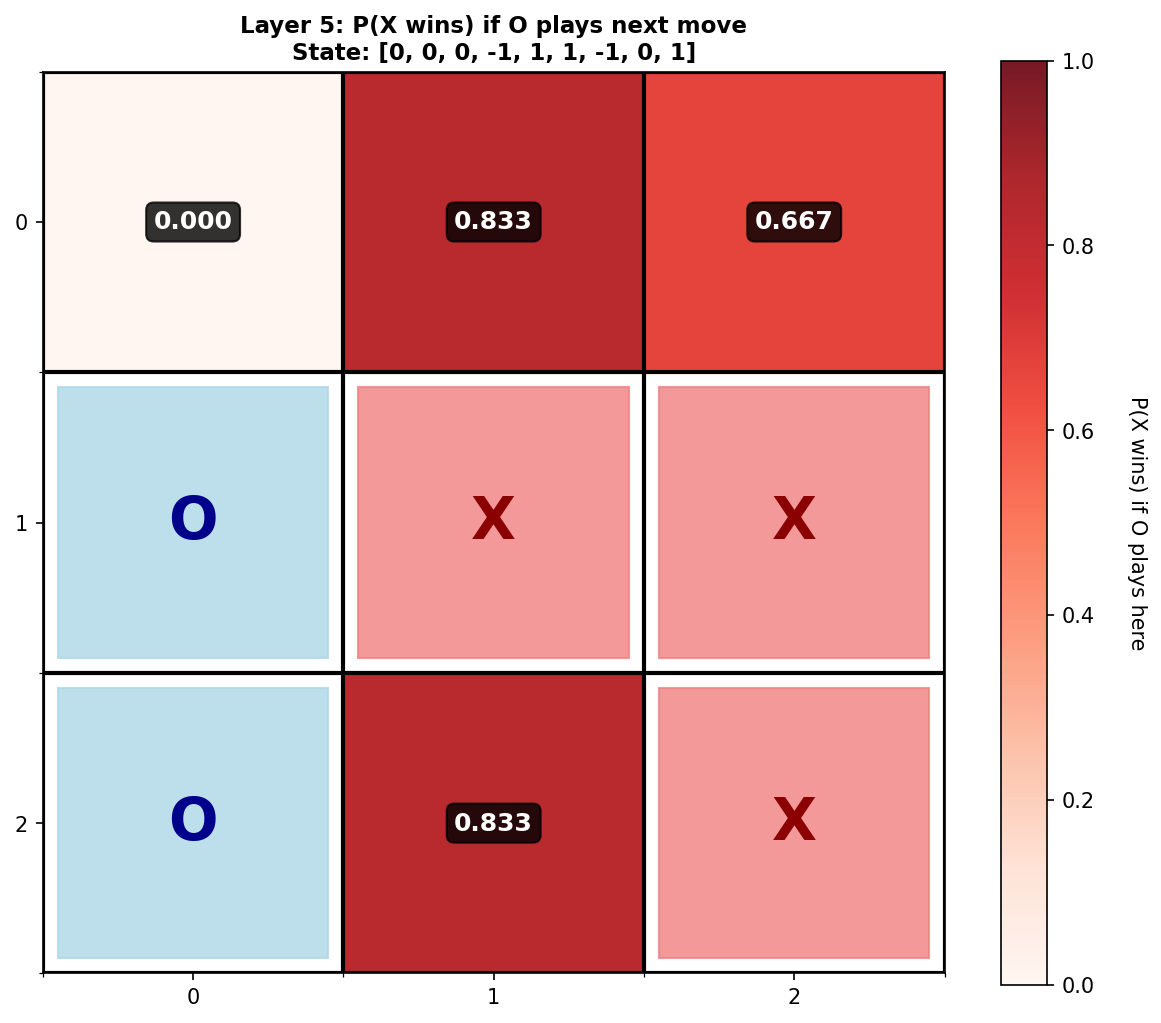 Layer 5: P(X wins) if O plays next move
State: [0, 0, 0, -1, 1, 1, -1, 0, 1]
0.000
0.833
0.667
O
X
X
O
0.833
X
0
1
2
0
1
2
1.0
0.8
0.6
0.4
0.2
0.0
P(X wins) if O plays here